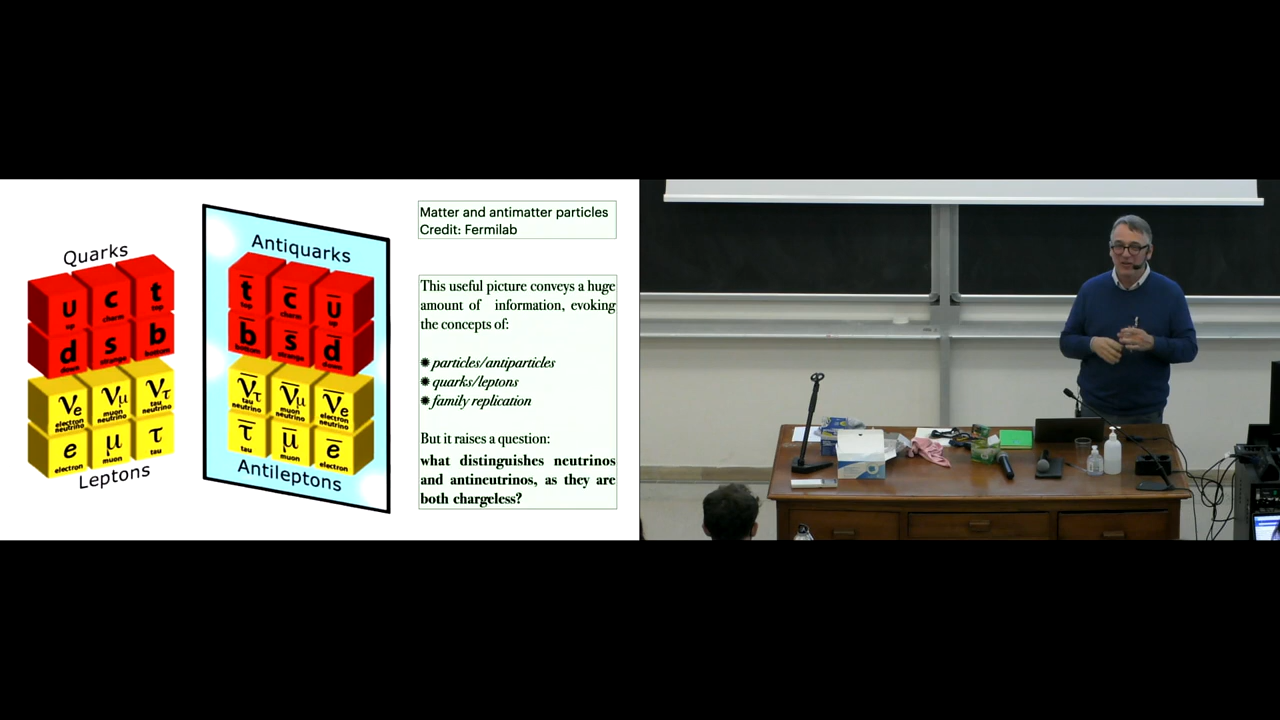 Quarks
u
up
c
charm
t
top
d
down
s
strange
b
bottom
νe
electron
neutrino
νμ
muon
neutrino
ντ
tau
neutrino
e
electron
μ
muon
τ
tau
Leptons
Antiquarks
t̅
top
c̅
charm
u̅
up
b̅
bottom
s̅
strange
d̅
down
ν̅τ
tau
neutrino
ν̅μ
muon
neutrino
ν̅e
electron
neutrino
τ̅
tau
μ̅
muon
e̅
electron
Antileptons
Matter and antimatter particles
Credit: Fermilab
This useful picture conveys a huge
amount of information, evoking
the concepts of:
✹ particles/antiparticles
✹ quarks/leptons
✹ family replication
But it raises a question:
what distinguishes neutrinos
and antineutrinos, as they are
both chargeless?